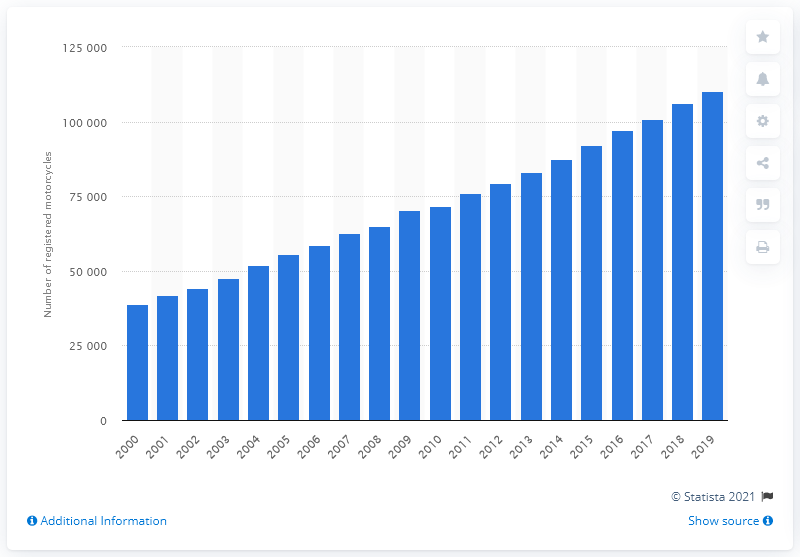 125 000
100 000
75 000
50 000
25 000
0
Number of registered motorcycles
2000 2001 2002 2003 2004 2005 2006 2007 2008 2009 2010 2011 2012 2013 2014 2015 2016 2017 2018 2019
© Statista 2021
Additional Information
Show source